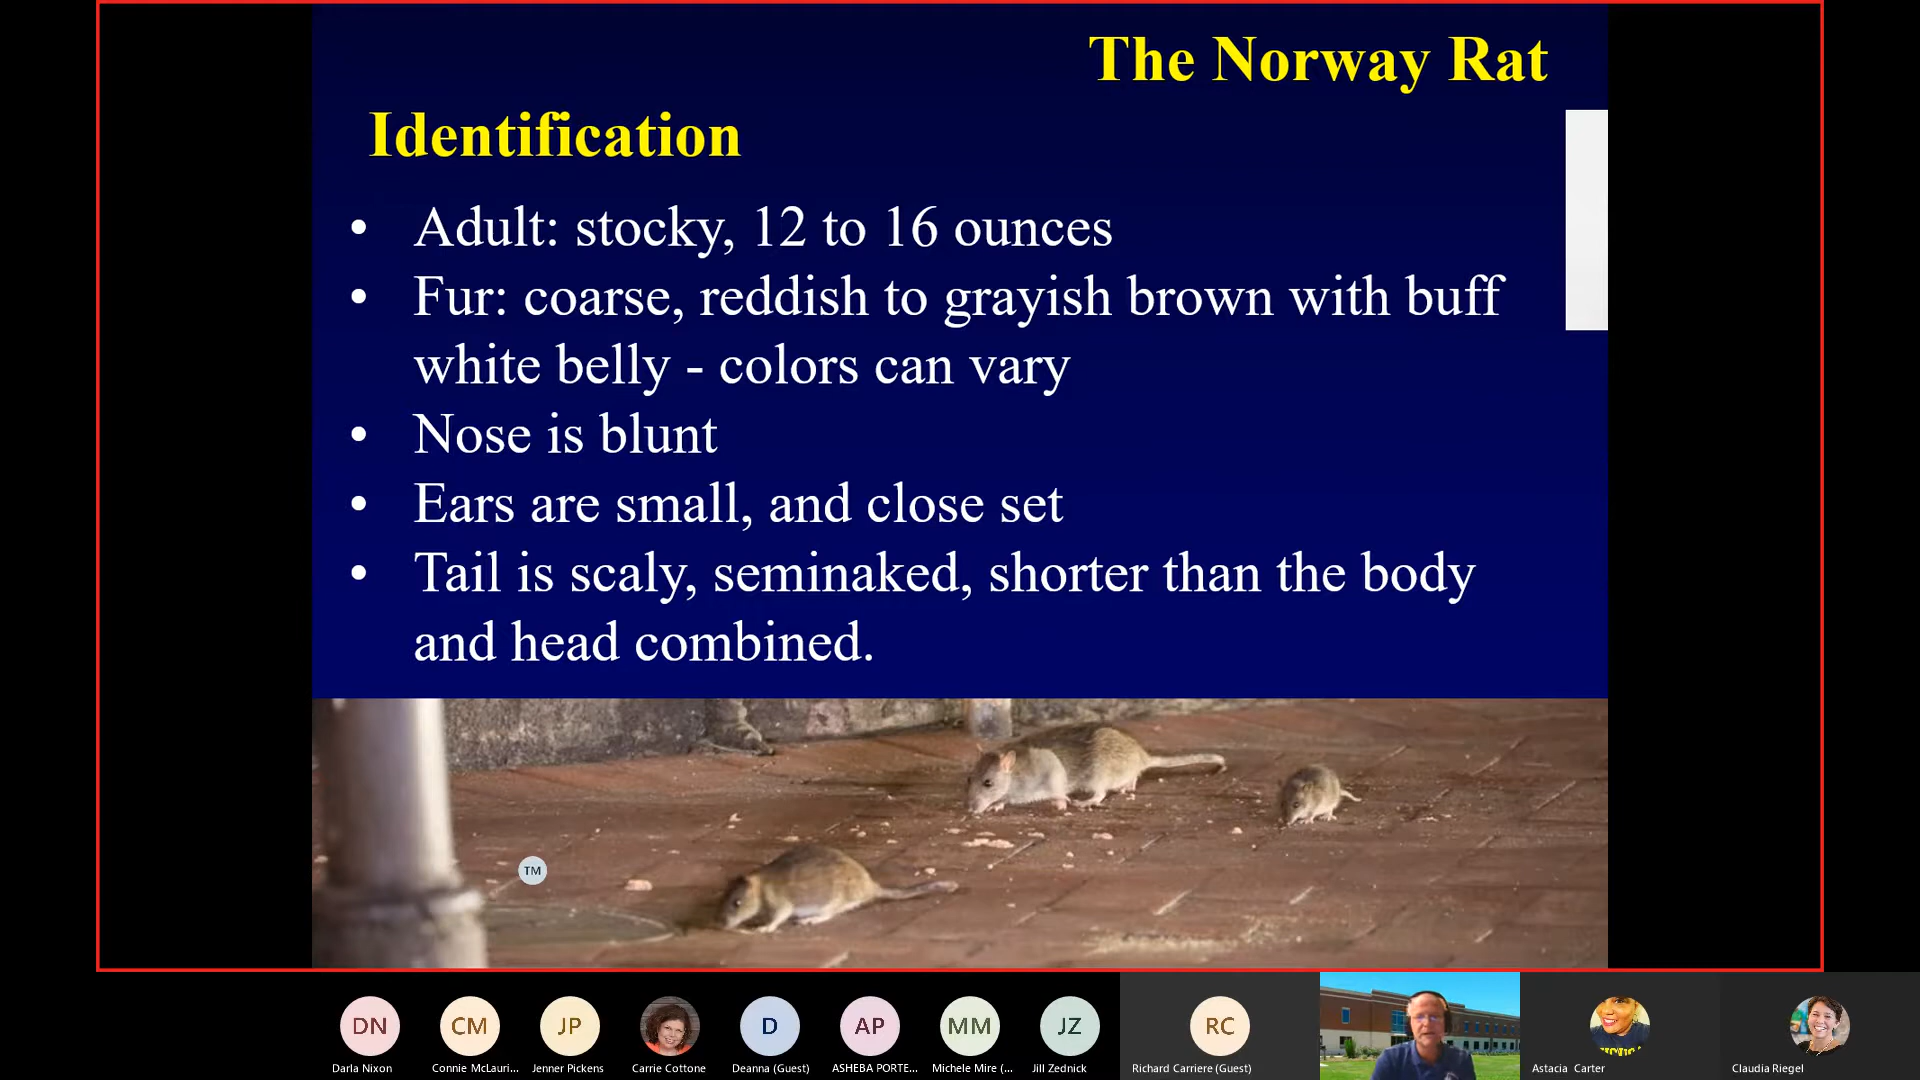 The Norway Rat
Identification
• Adult: stocky, 12 to 16 ounces
• Fur: coarse, reddish to grayish brown with buff
white belly - colors can vary
• Nose is blunt
• Ears are small, and close set
• Tail is scaly, seminaked, shorter than the body
and head combined.
TM
DN
CM
JP
D
AP
MM
JZ
RC
Darla Nixon
Connie McLauri...
Jenner Pickens
Carrie Cottone
Deanna (Guest)
ASHEBA PORTE...
Michele Mire (...
Jill Zednick
Richard Carriere (Guest)
Astacia Carter
Claudia Riegel